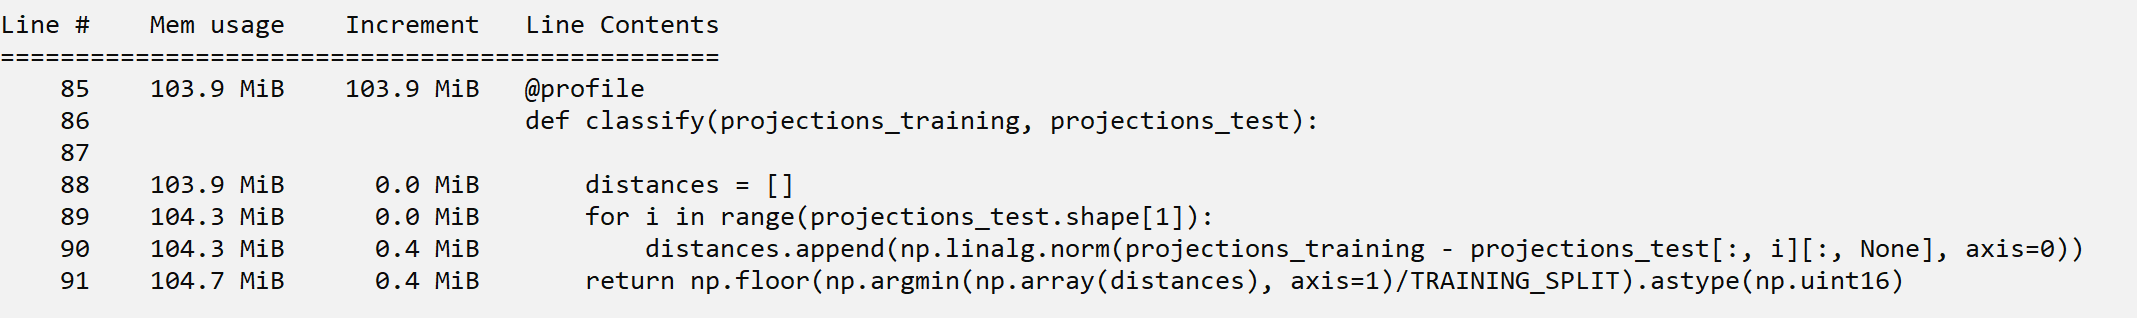 Line #    Mem usage    Increment   Line Contents
================================================
    85    103.9 MiB    103.9 MiB   @profile
    86                             def classify(projections_training, projections_test):
    87
    88    103.9 MiB      0.0 MiB       distances = []
    89    104.3 MiB      0.0 MiB       for i in range(projections_test.shape[1]):
    90    104.3 MiB      0.4 MiB           distances.append(np.linalg.norm(projections_training - projections_test[:, i][:, None], axis=0))
    91    104.7 MiB      0.4 MiB       return np.floor(np.argmin(np.array(distances), axis=1)/TRAINING_SPLIT).astype(np.uint16)